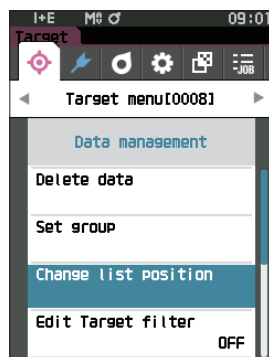 I+E M0 09:01
Target
-JOB
Target menu[0008]
Data management
Delete data
Set group
Change list position
Edit Target filter
OFF